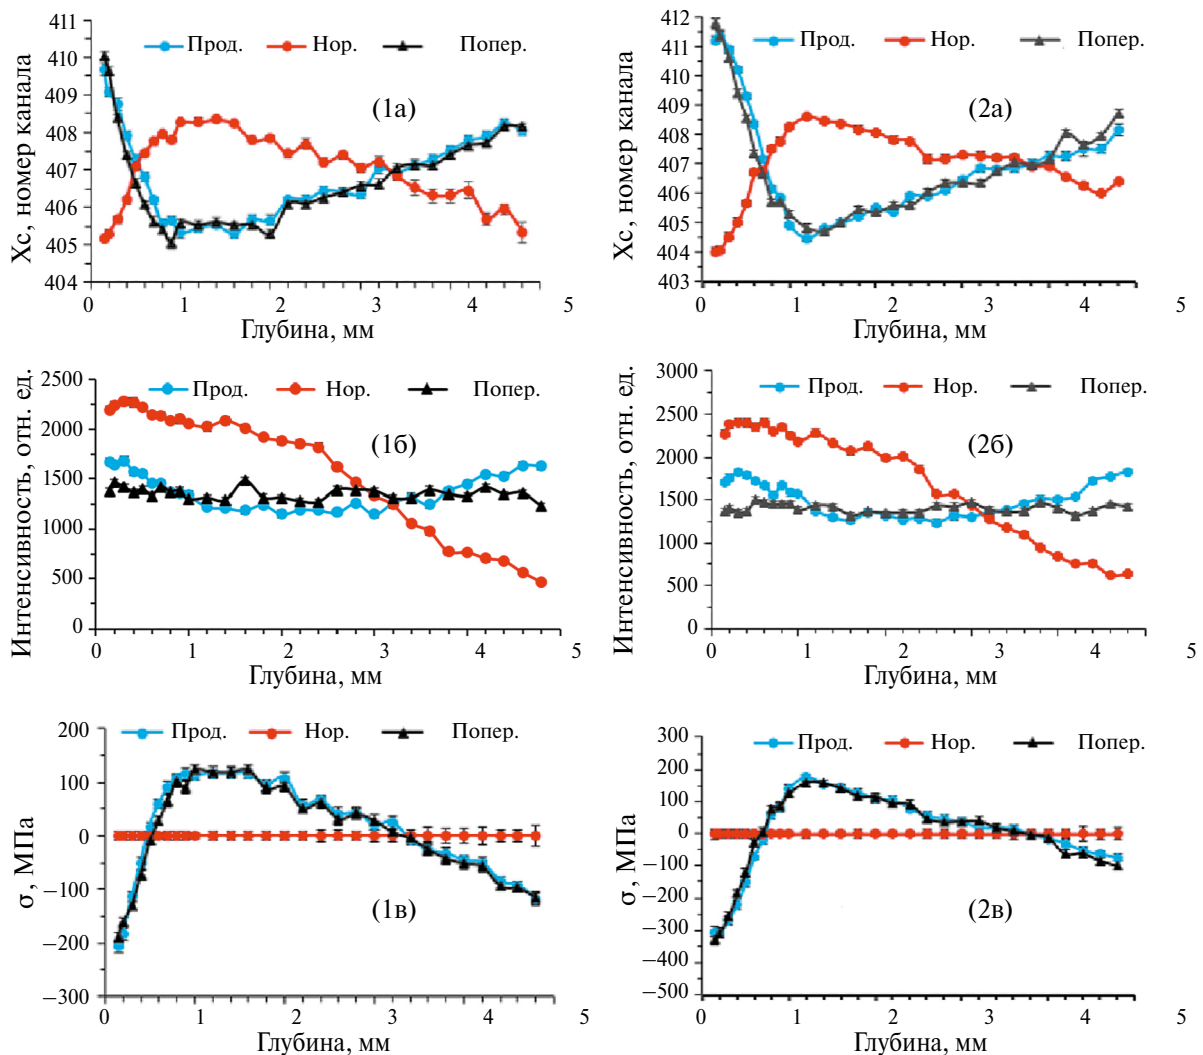 411
410
409
408
407
406
405
404
Xc, номер канала
Прод. Нор. Попер.
(1а)
0 1 2 3 4 5
Глубина, мм
412
411
410
409
408
407
406
405
404
403
Xc, номер канала
Прод. Нор. Попер.
(2а)
0 1 2 3 4 5
Глубина, мм
2500
2000
1500
1000
500
0
Интенсивность, отн. ед.
Прод. Нор. Попер.
(1б)
0 1 2 3 4 5
Глубина, мм
3000
2500
2000
1500
1000
500
0
Интенсивность, отн. ед.
Прод. Нор. Попер.
(2б)
0 1 2 3 4 5
Глубина, мм
200
100
0
−100
−200
−300
σ, МПа
Прод. Нор. Попер.
(1в)
0 1 2 3 4 5
Глубина, мм
300
200
100
0
−100
−200
−300
−400
−500
σ, МПа
Прод. Нор. Попер.
(2в)
0 1 2 3 4 5
Глубина, мм